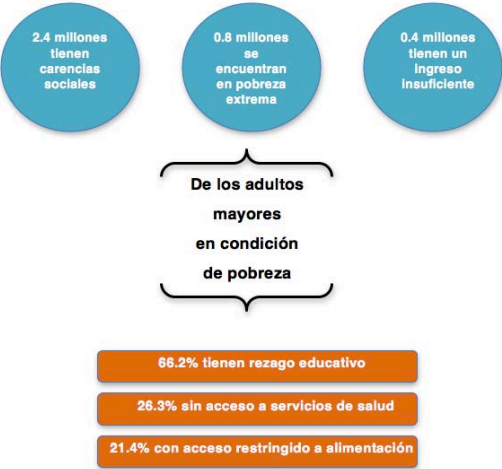 2.4 millones
tienen
carencias
sociales
0.8 millones
se
encuentran
en pobreza
extrema
0.4 millones
tienen un
ingreso
insuficiente
De los adultos
mayores
en condición
de pobreza
66.2% tienen rezago educativo
26.3% sin acceso a servicios de salud
21.4% con acceso restringido a alimentación